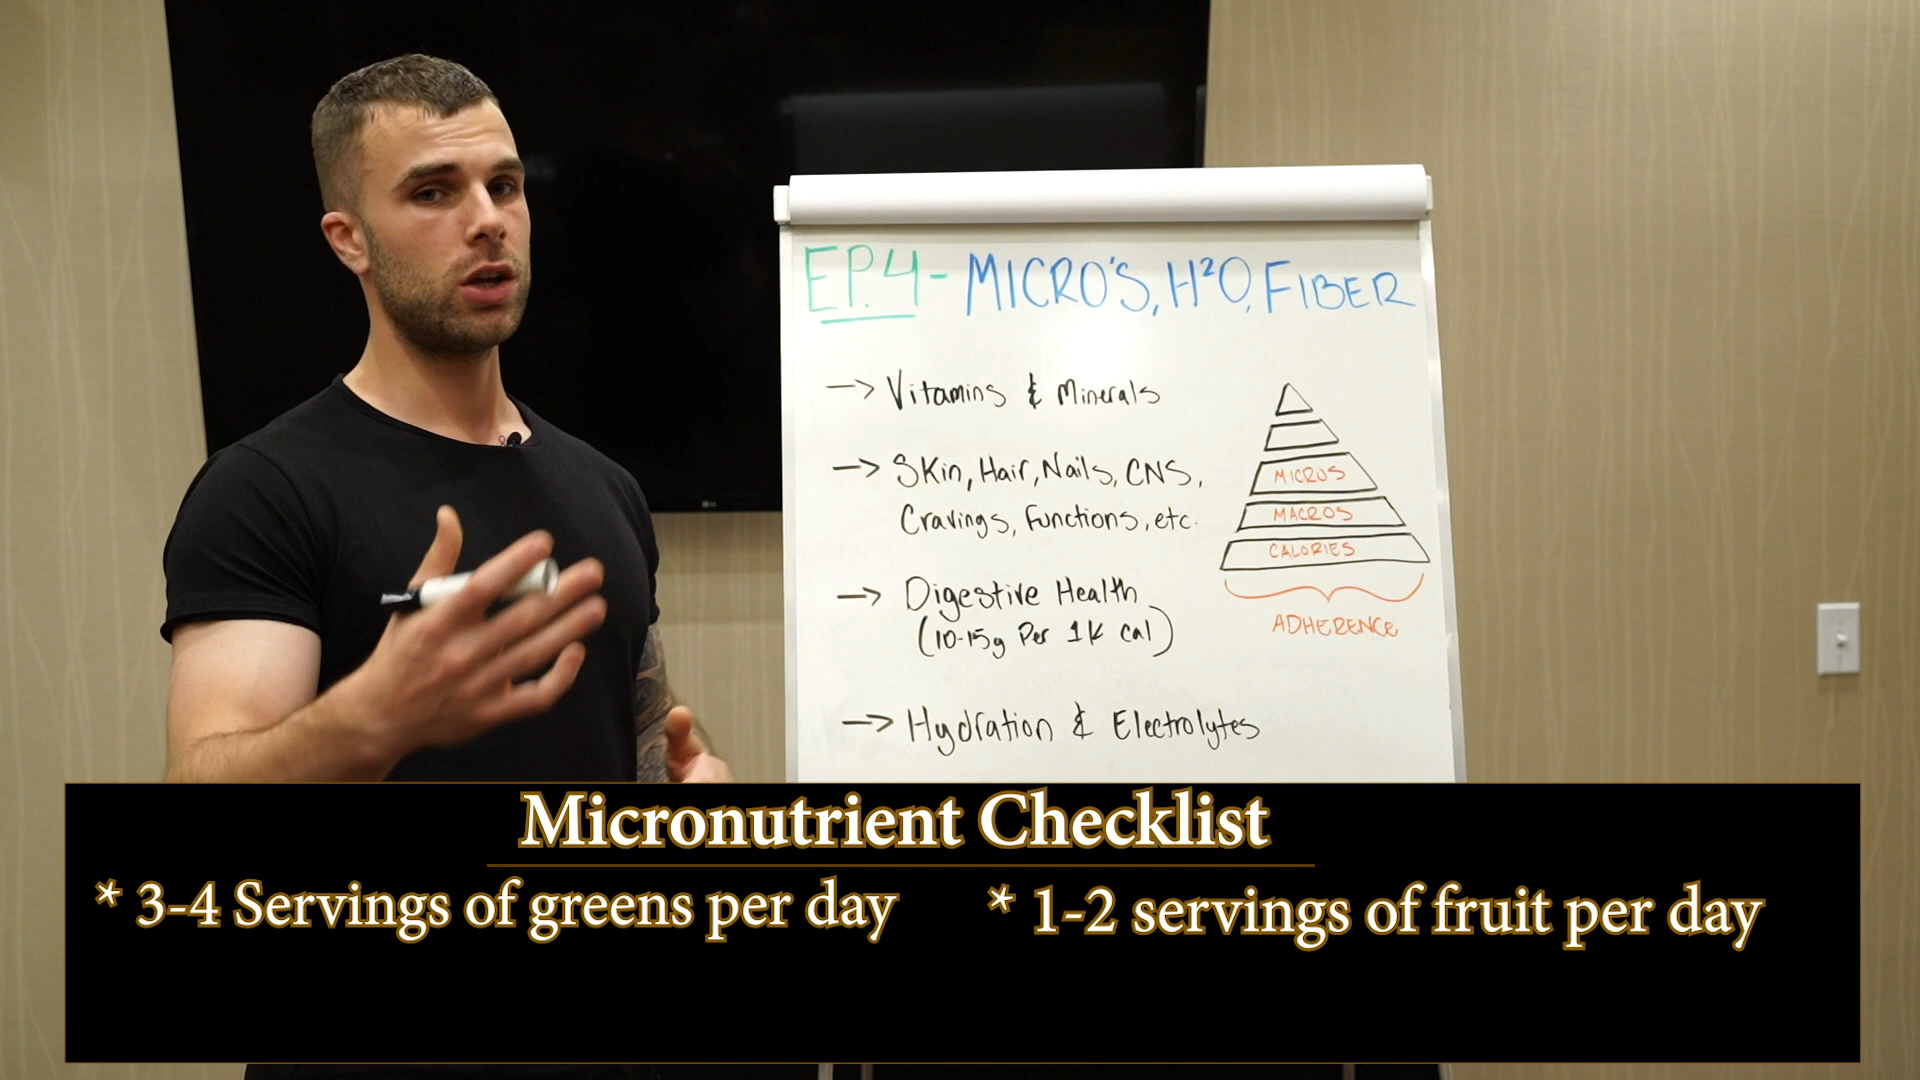 EP.4- MICRO'S, H²O, FIBER
-> Vitamins & Minerals
-> Skin, Hair, Nails, CNS,
Cravings, Functions, etc.
-> Digestive Health
(10-15g Per 1k cal)
-> Hydration & Electrolytes
MICROS
MACROS
CALORIES
ADHERENCE
LG
Micronutrient Checklist
* 3-4 Servings of greens per day
* 1-2 servings of fruit per day